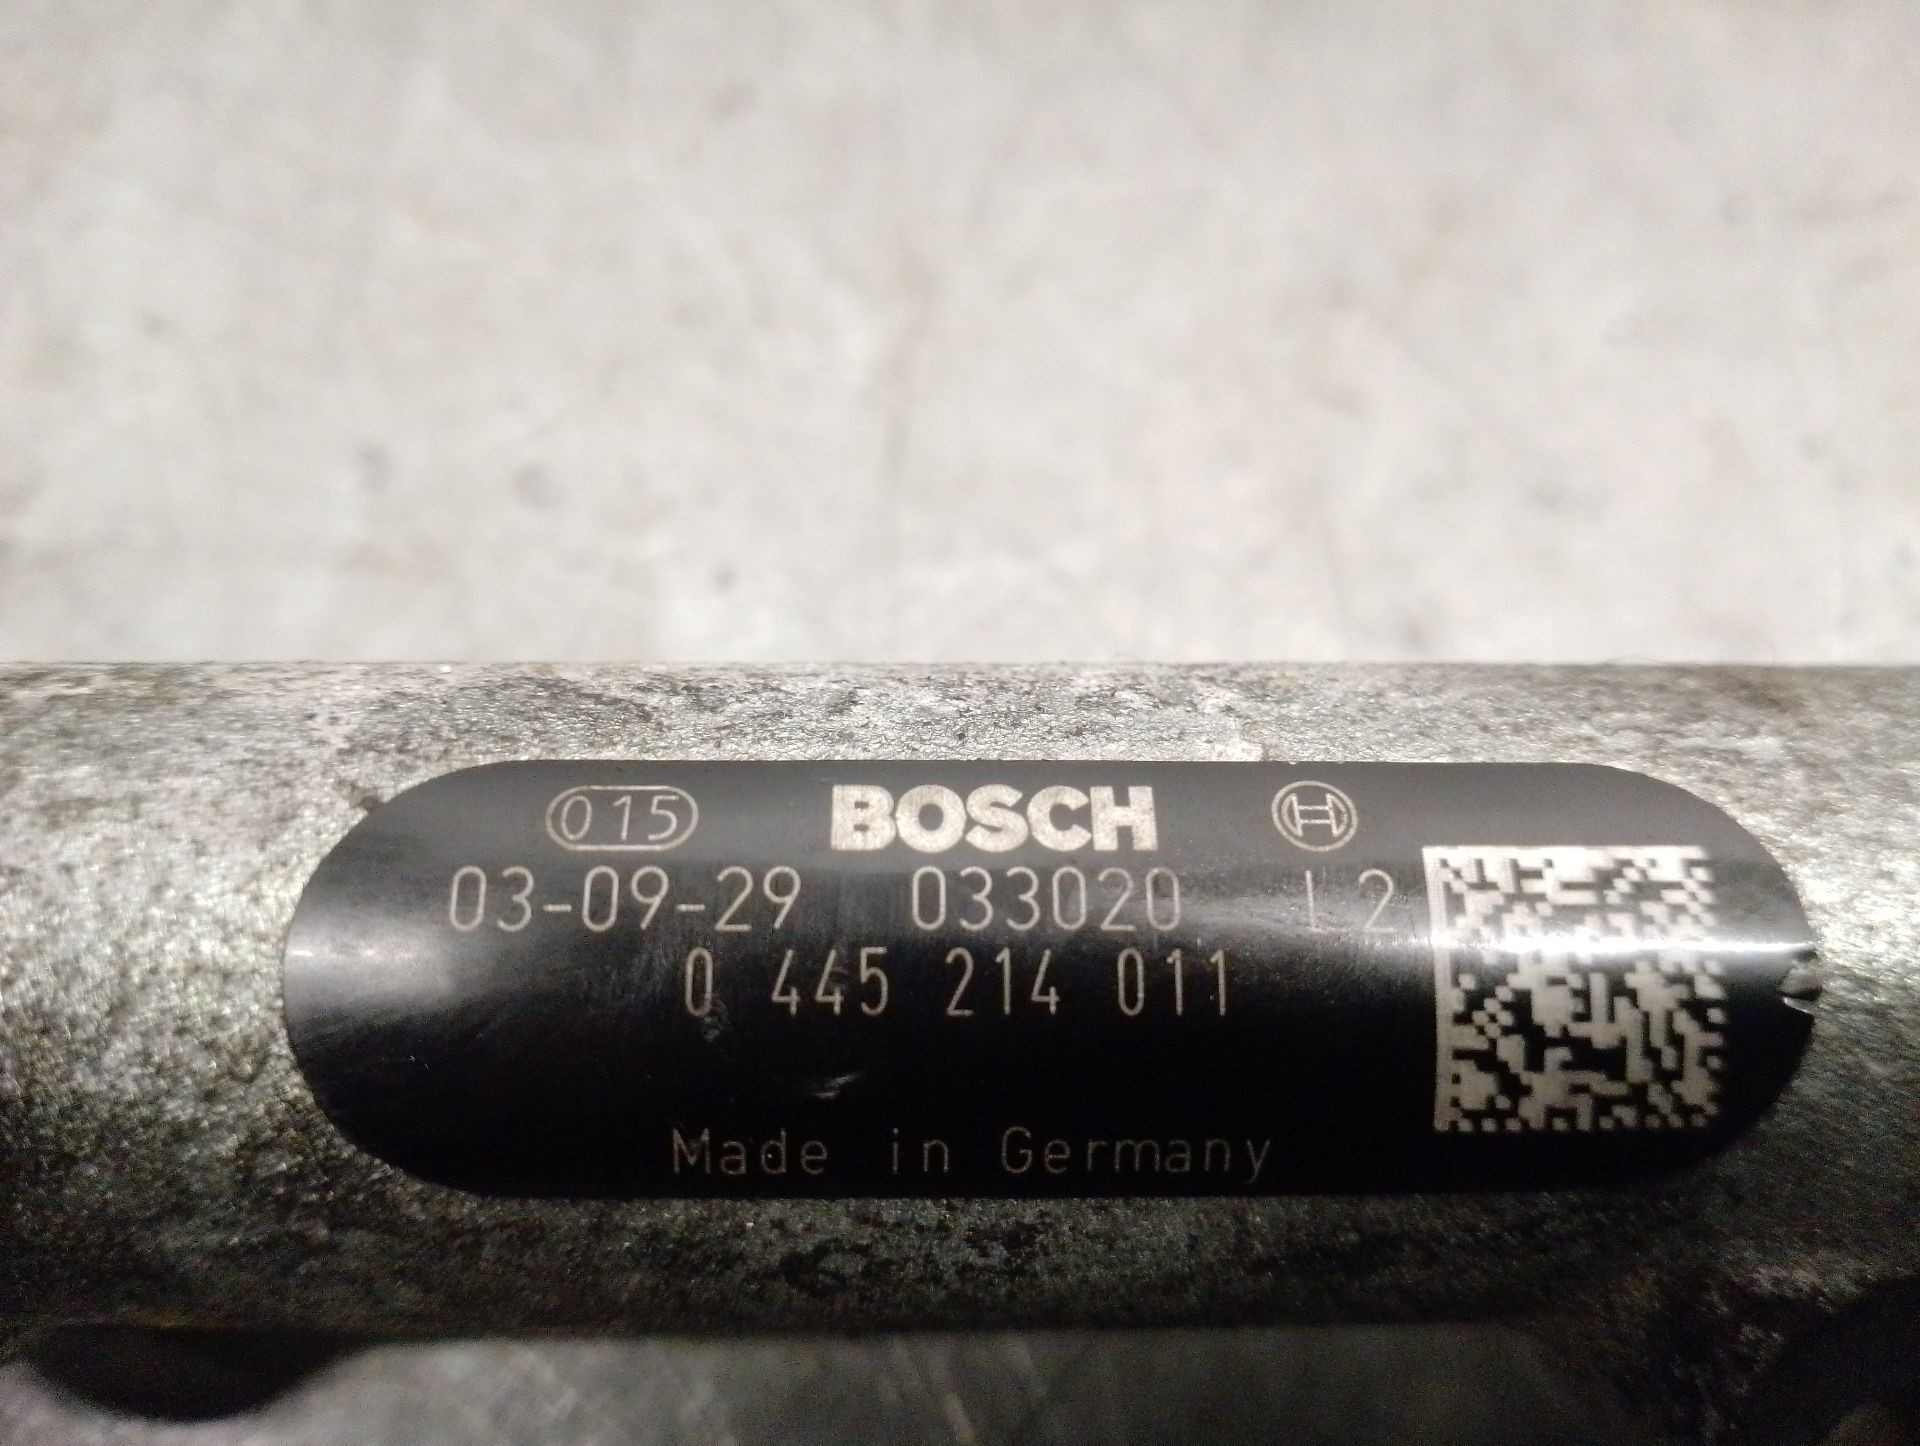 015 BOSCH
03-09-29 033020 L2
0 445 214 011
Made in Germany